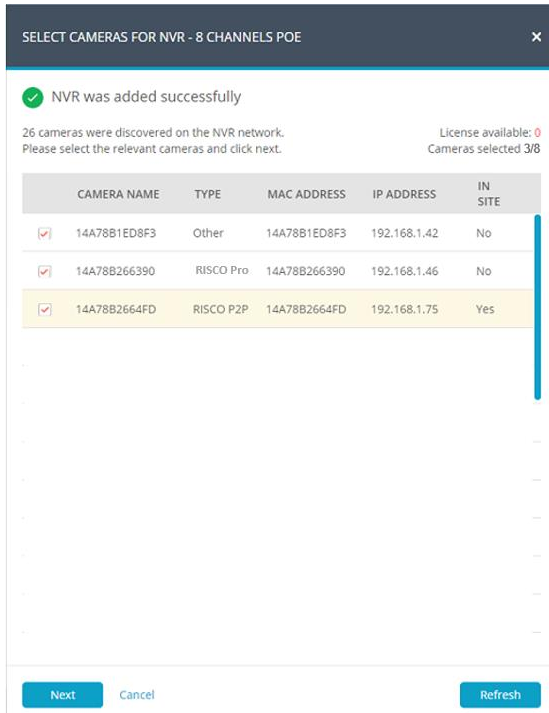 SELECT CAMERAS FOR NVR - 8 CHANNELS POE
NVR was added successfully
26 cameras were discovered on the NVR network. License available: 0
Please select the relevant cameras and click next. Cameras selected 3/8
CAMERA NAME TYPE MAC ADDRESS IP ADDRESS IN SITE
14A78B1ED8F3 Other 14A78B1ED8F3 192.168.1.42 No
14A78B266390 RISCO Pro 14A78B266390 192.168.1.46 No
14A78B2664FD RISCO P2P 14A78B2664FD 192.168.1.75 Yes
Next Cancel Refresh